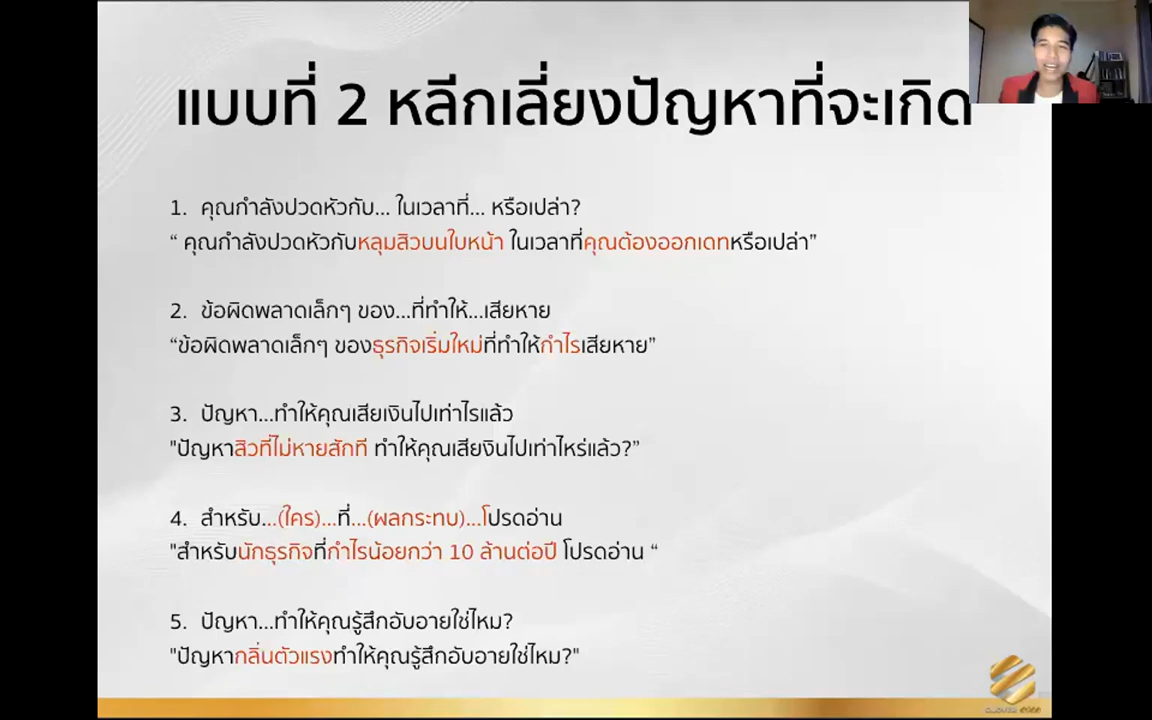 แบบที่ 2 หลีกเลี่ยงปัญหาที่จะเกิด
1. คุณกำลังปวดหัวกับ... ในเวลาที่... หรือเปล่า?
“ คุณกำลังปวดหัวกับหลุมสิวบนใบหน้า ในเวลาที่คุณต้องออกเดทหรือเปล่า”
2. ข้อผิดพลาดเล็กๆ ของ...ที่ทำให้...เสียหาย
“ข้อผิดพลาดเล็กๆ ของธุรกิจเริ่มใหม่ที่ทำให้กำไรเสียหาย”
3. ปัญหา...ทำให้คุณเสียเงินไปเท่าไรแล้ว
"ปัญหาสิวที่ไม่หายสักที ทำให้คุณเสียงินไปเท่าไหร่แล้ว?”
4. สำหรับ...(ใคร)...ที่...(ผลกระทบ)...โปรดอ่าน
"สำหรับนักธุรกิจที่กำไรน้อยกว่า 10 ล้านต่อปี โปรดอ่าน “
5. ปัญหา...ทำให้คุณรู้สึกอับอายใช่ไหม?
"ปัญหากลิ่นตัวแรงทำให้คุณรู้สึกอับอายใช่ไหม?"